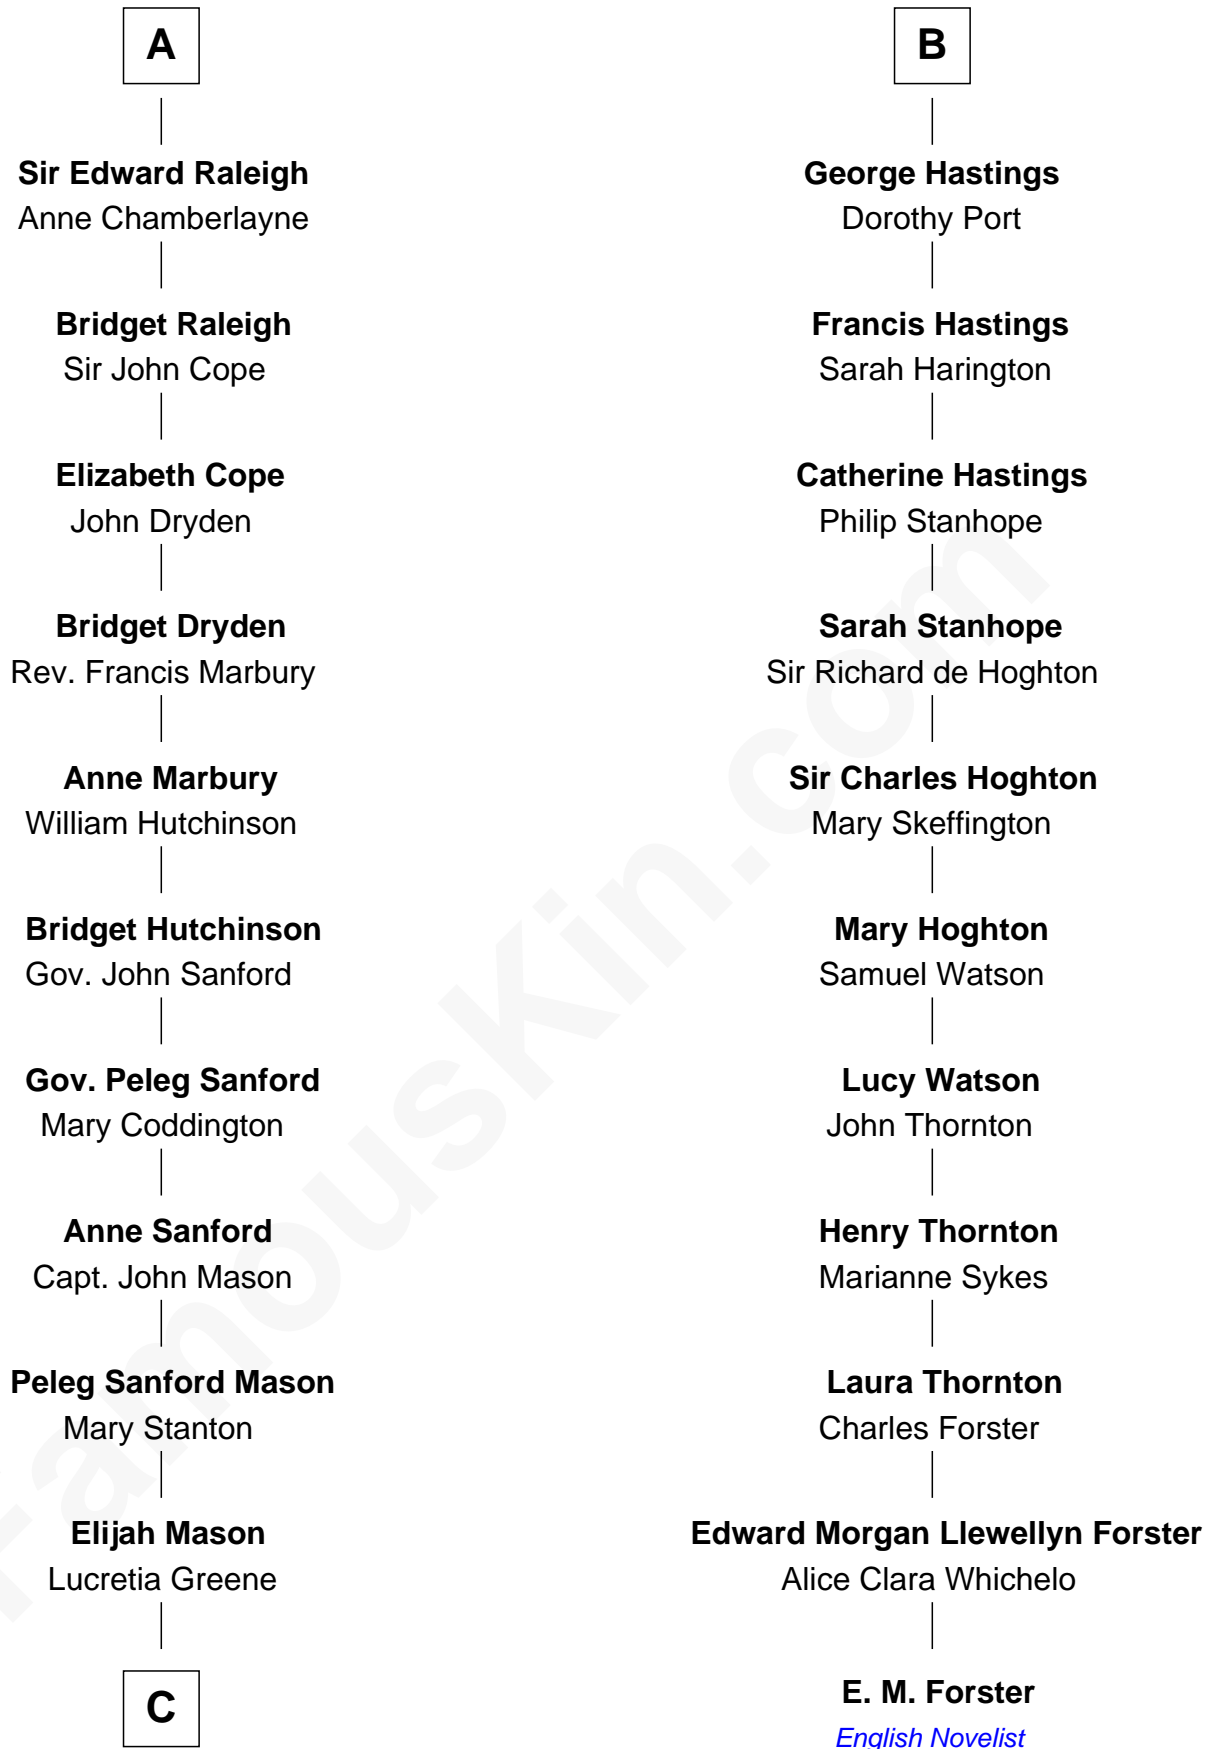 A
Sir Edward Raleigh
Anne Chamberlayne
Bridget Raleigh
Sir John Cope
Elizabeth Cope
John Dryden
Bridget Dryden
Rev. Francis Marbury
Anne Marbury
William Hutchinson
Bridget Hutchinson
Gov. John Sanford
Gov. Peleg Sanford
Mary Coddington
Anne Sanford
Capt. John Mason
Peleg Sanford Mason
Mary Stanton
Elijah Mason
Lucretia Greene
C
B
George Hastings
Dorothy Port
Francis Hastings
Sarah Harington
Catherine Hastings
Philip Stanhope
Sarah Stanhope
Sir Richard de Hoghton
Sir Charles Hoghton
Mary Skeffington
Mary Hoghton
Samuel Watson
Lucy Watson
John Thornton
Henry Thornton
Marianne Sykes
Laura Thornton
Charles Forster
Edward Morgan Llewellyn Forster
Alice Clara Whichelo
E. M. Forster
English Novelist
FamousKin.com